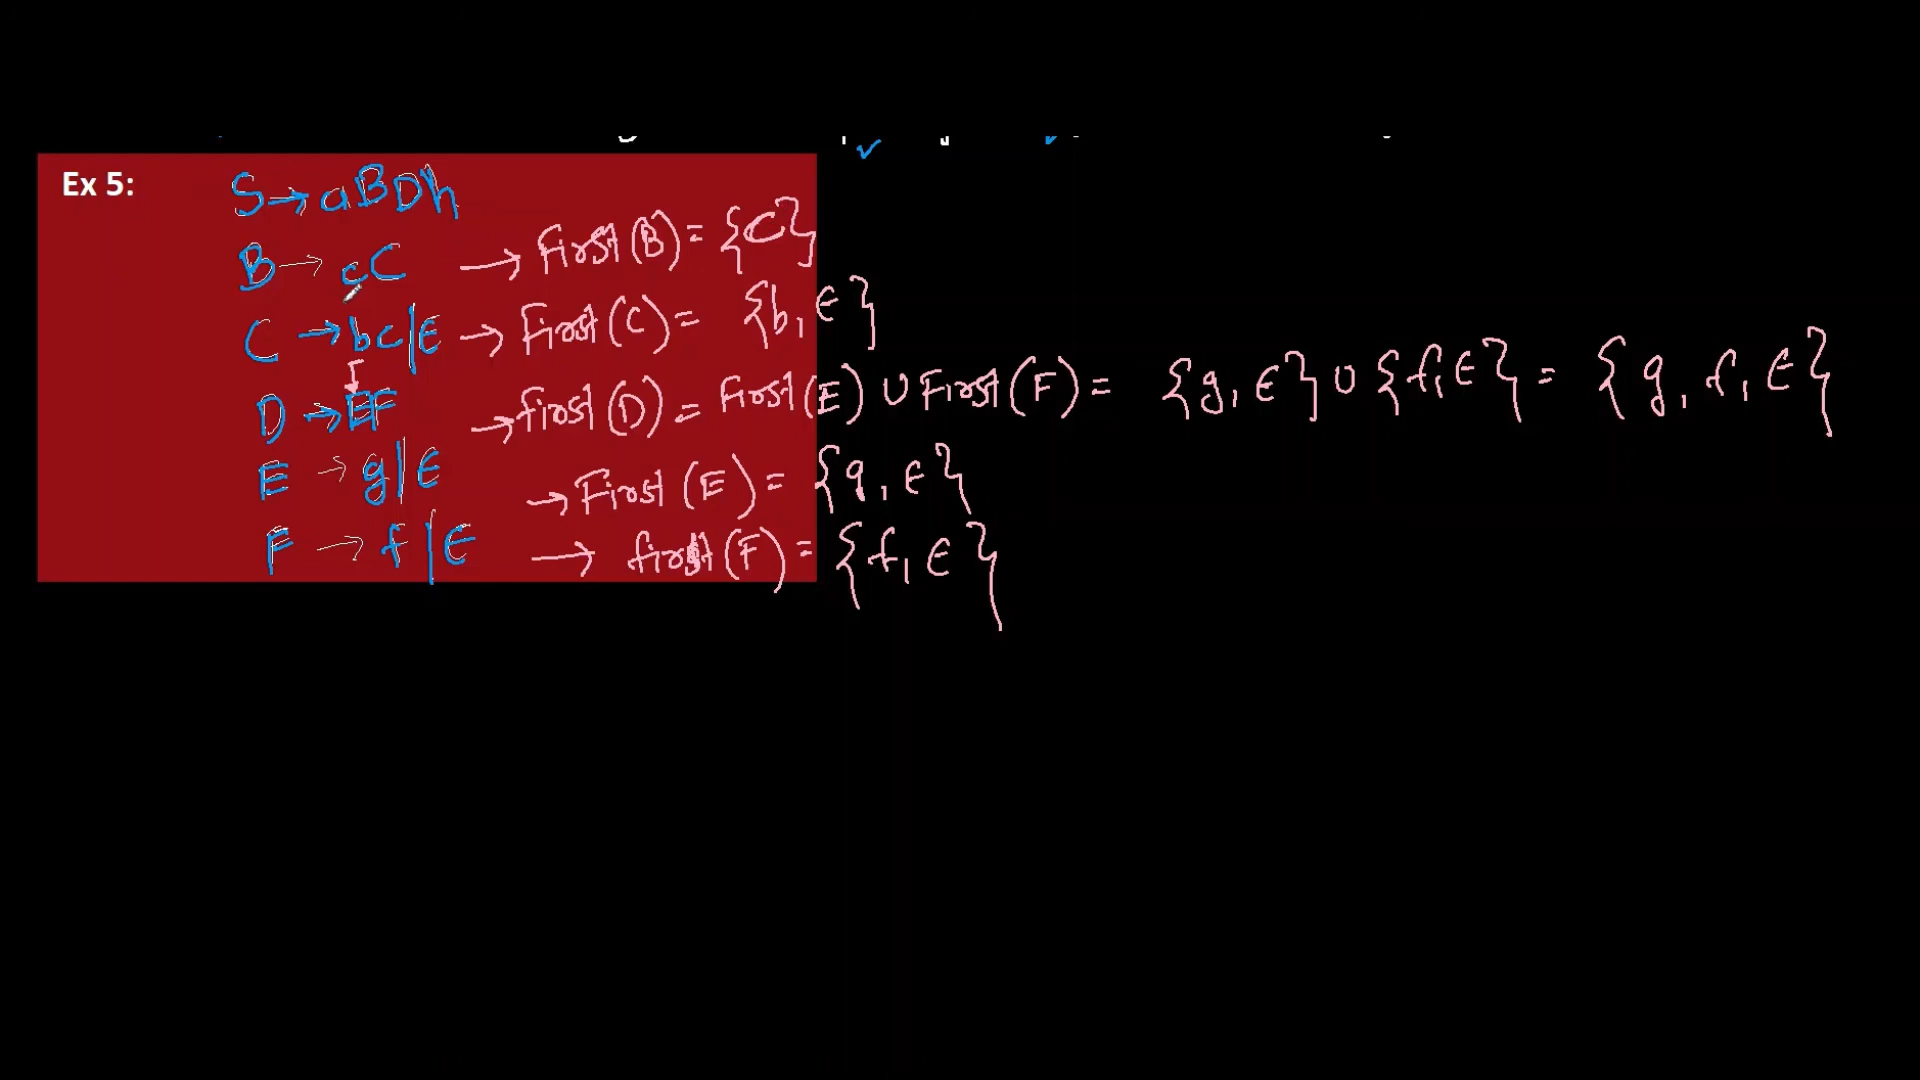 Ex 5: S→aBDh
B→cC → First(B) = {C}
C→bc|ϵ → First(C) = {b, ϵ}
D→EF → first(D) = First(E) ∪ First(F) = {g, ϵ} ∪ {f, ϵ} = {g, f, ϵ}
E→g|ϵ → First(E) = {g, ϵ}
F→f|ϵ → first(F) = {f, ϵ}